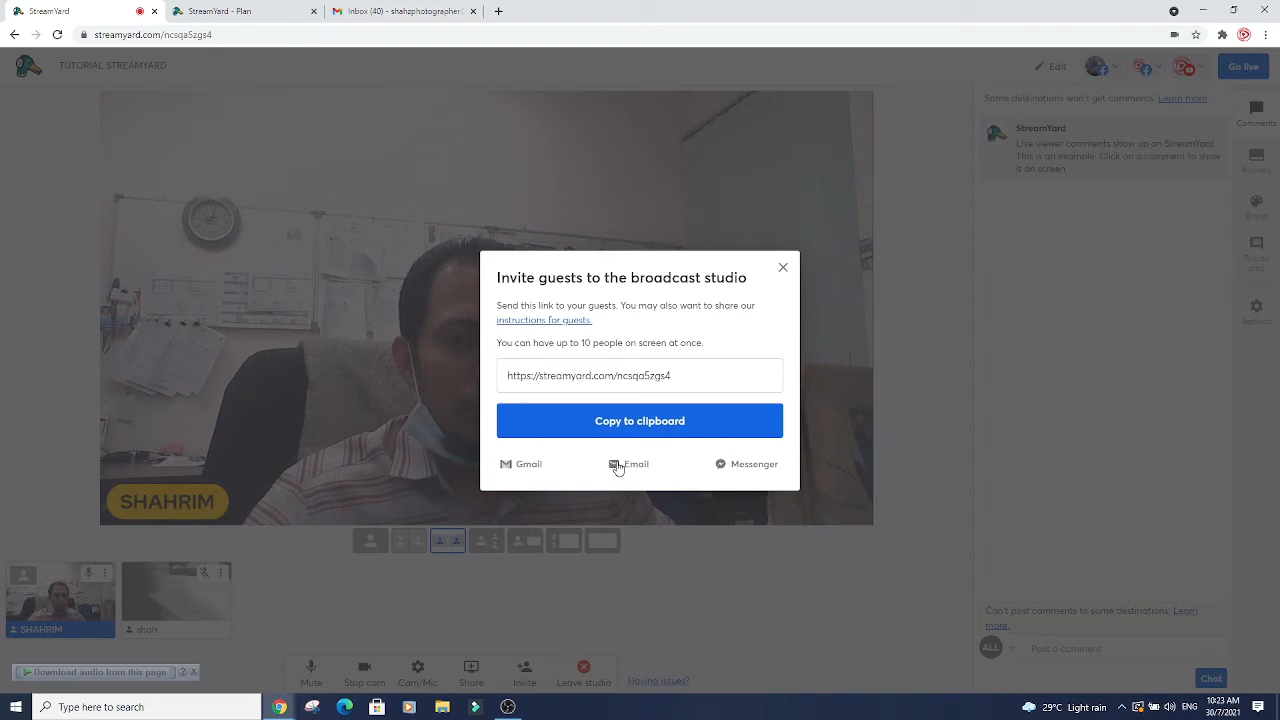 StreamYard
StreamYard - Plan
Inbox (40) - shahzphotographer
streamyard.com/ncsqa5zgs4
TUTORIAL STREAMYARD
Edit
Go live
Some destinations won't get comments. Learn more.
StreamYard
Live viewer comments show up on StreamYard.
This is an example. Click on a comment to show
it on screen.
Comments
Banners
Brand
Private
chat
Settings
Invite guests to the broadcast studio
Send this link to your guests. You may also want to share our
instructions for guests.
You can have up to 10 people on screen at once.
https://streamyard.com/ncsqa5zgs4
Copy to clipboard
Gmail
Email
Messenger
SHAHRIM
SHAHRIM
shah
Can't post comments to some destinations. Learn
more.
ALL
Post a comment
Chat
Download audio from this page
?
X
Mute
Stop cam
Cam/Mic
Share
Invite
Leave studio
Having issues?
Type here to search
29°C
10:23 AM
30/7/2021